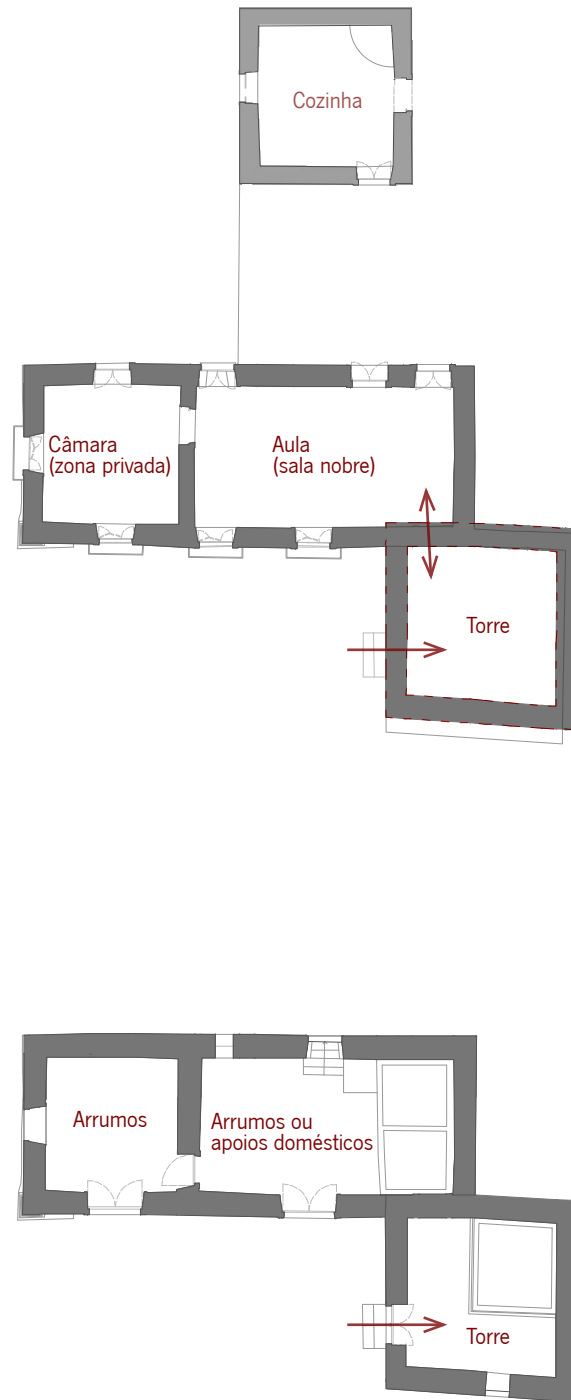 Cozinha
Câmara
(zona privada)
Aula
(sala nobre)
Torre
Arrumos
Arrumos ou
apoios domésticos
Torre